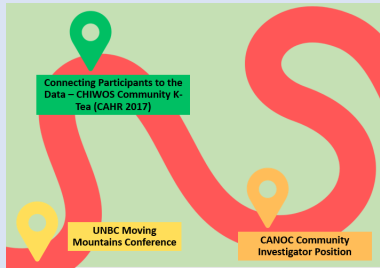 Connecting Participants to the
Data – CHIWOS Community K-
Tea (CAHR 2017)
UNBC Moving
Mountains Conference
CANOC Community
Investigator Position